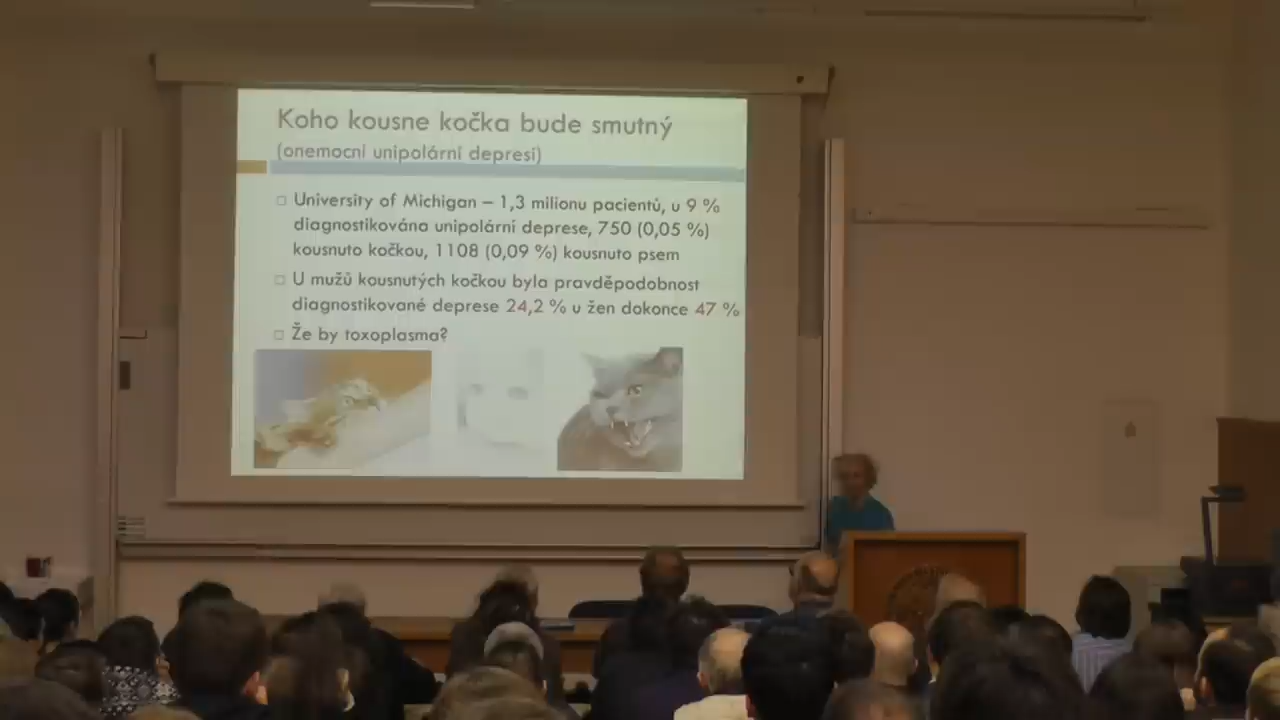 Koho kousne kočka bude smutný
(onemocní unipolární depresí)
University of Michigan – 1,3 milionu pacientů, u 9 %
diagnostikována unipolární deprese, 750 (0,05 %)
kousnuto kočkou, 1108 (0,09 %) kousnuto psem
U mužů kousnutých kočkou byla pravděpodobnost
diagnostikované deprese 24,2 % u žen dokonce 47 %
Že by toxoplasma?